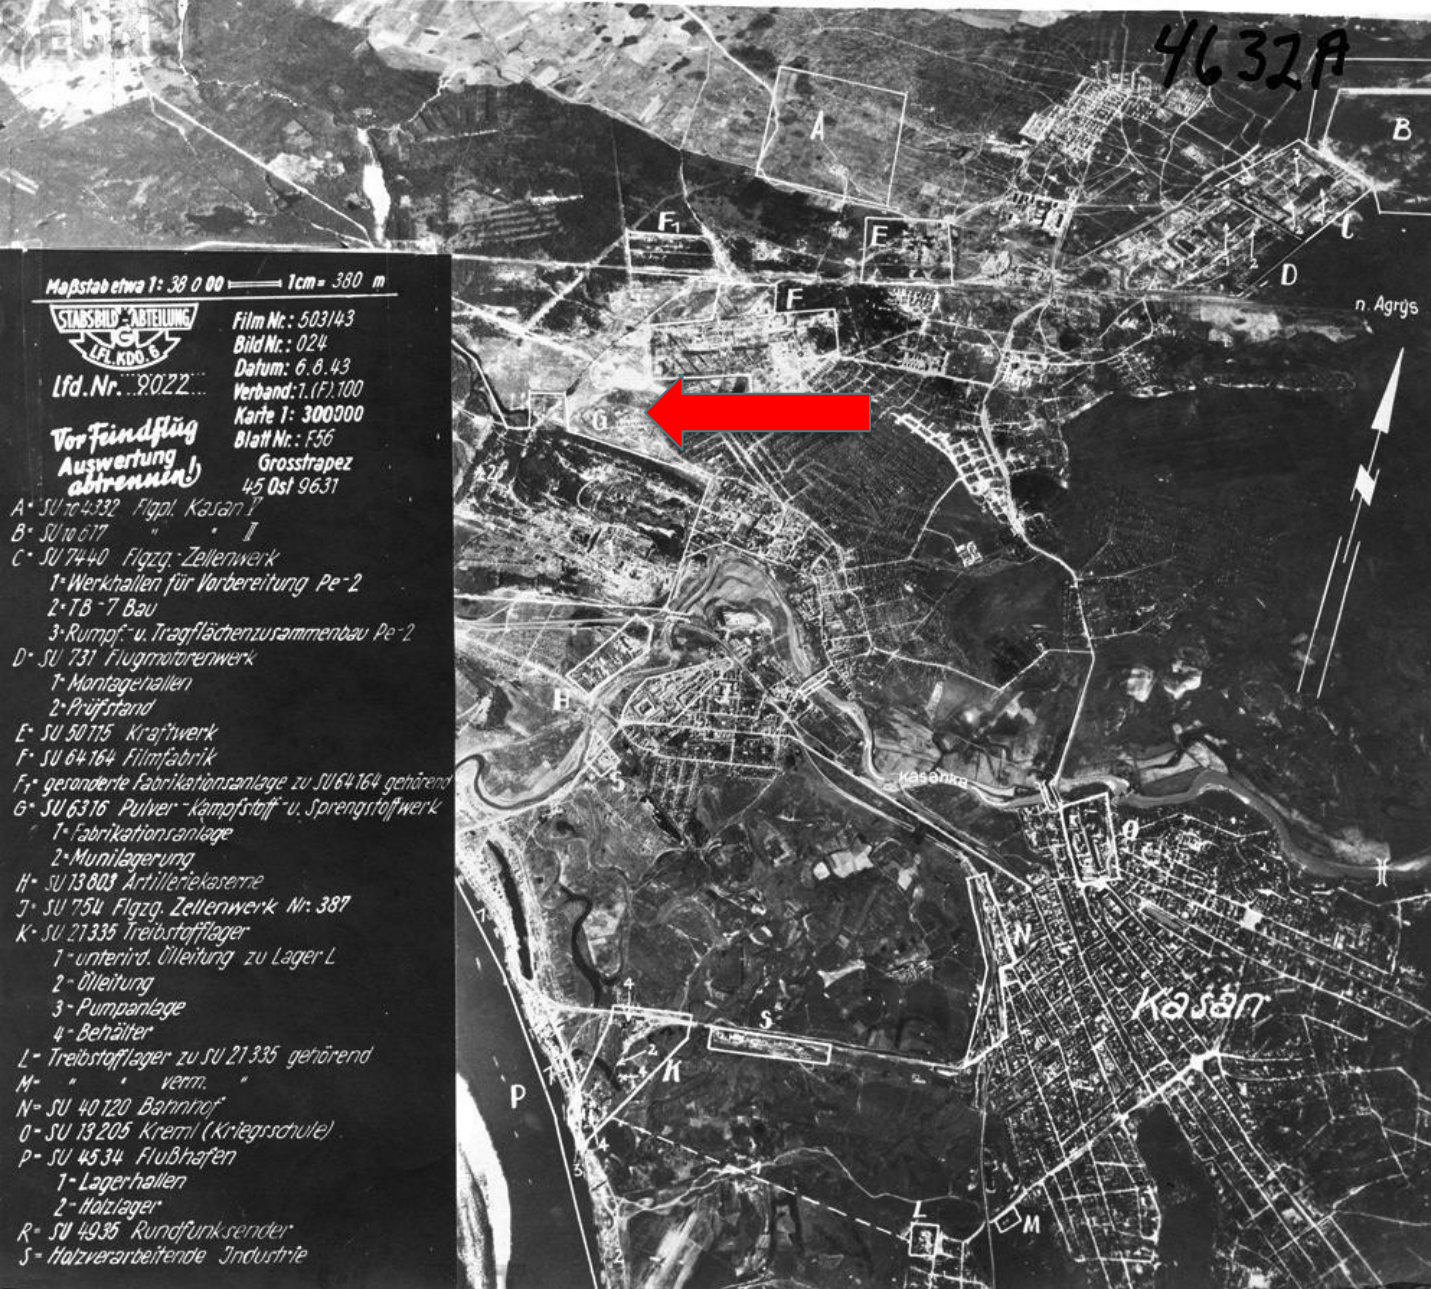 4632A
A
B
C
D
E
F₁
F
n. Agrys
G
H
5
Kasanka
O
N
Kasan
S
K
P
L
M
1
2
3
4
Maßstab etwa 1: 38 000 1cm = 380 m
STABSBILD ABTEILUNG
G
LFL. KDO. 6
Lfd. Nr. 9022
Vor Feindflug
Auswertung
abtrennen!
Film Nr.: 503/43
Bild Nr.: 024
Datum: 6.8.43
Verband: 1.(F).100
Karte 1: 300000
Blatt Nr.: F56
Grosstrapez
45 Ost 9631
A= SU 10 4332 Flgpl. Kasan
B= SU 10 617 " " II
C= SU 7440 Flgzg.-Zellenwerk
1= Werkhallen für Vorbereitung Pe-2
2= TB-7 Bau
3= Rumpf- u. Tragflächenzusammenbau Pe-2
D= SU 731 Flugmotorenwerk
1= Montagehallen
2= Prüfstand
E= SU 50715 Kraftwerk
F= SU 64164 Filmfabrik
F₁= gesonderte Fabrikationsanlage zu SU 64164 gehörend
G= SU 6316 Pulver-Kampfstoff- u. Sprengstoffwerk
1= Fabrikationsanlage
2= Munilagerung
H= SU 13803 Artilleriekaserne
J= SU 754 Flgzg. Zellenwerk Nr. 387
K= SU 21335 Treibstofflager
1- unterird. Ölleitung zu Lager L
2- Ölleitung
3- Pumpanlage
4- Behälter
L= Treibstofflager zu SU 21335 gehörend
M= " " verm. "
N= SU 40120 Bahnhof
O= SU 13205 Kreml (Kriegsschule)
P= SU 4534 Flußhafen
1- Lagerhallen
2- Holzlager
R= SU 4935 Rundfunksender
S= Holzverarbeitende Industrie